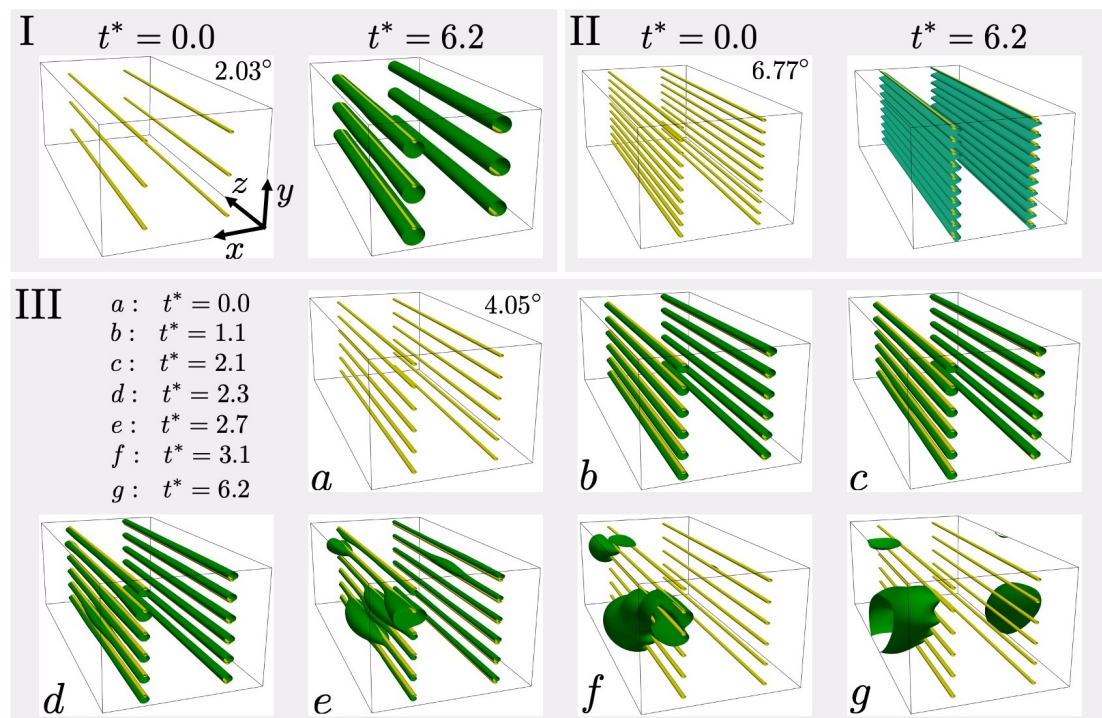 I
t* = 0.0
t* = 6.2
2.03°
z
y
x
II
t* = 0.0
t* = 6.2
6.77°
III
a : t* = 0.0
b : t* = 1.1
c : t* = 2.1
d : t* = 2.3
e : t* = 2.7
f : t* = 3.1
g : t* = 6.2
4.05°
a
b
c
d
e
f
g